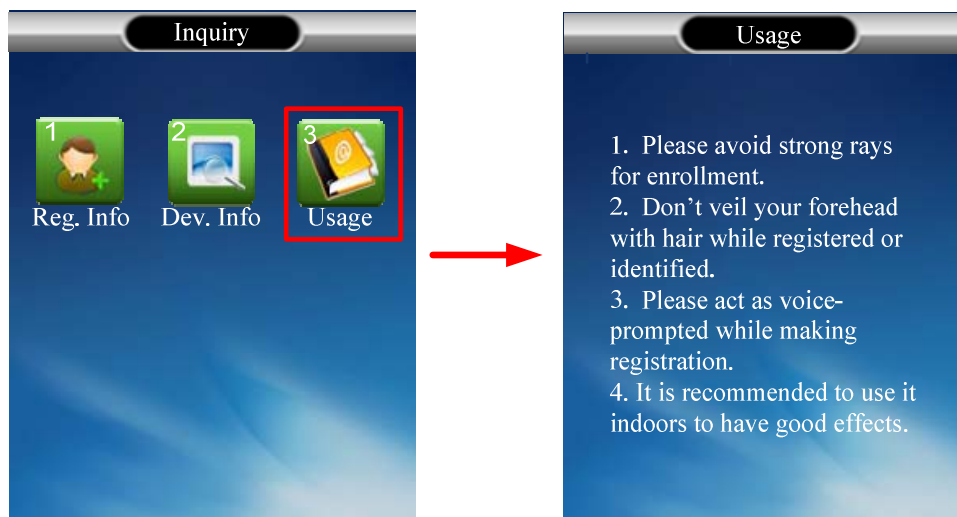 Inquiry
1
2
3
Reg. Info
Dev. Info
Usage
Usage
1. Please avoid strong rays
for enrollment.
2. Don’t veil your forehead
with hair while registered or
identified.
3. Please act as voice-
prompted while making
registration.
4. It is recommended to use it
indoors to have good effects.